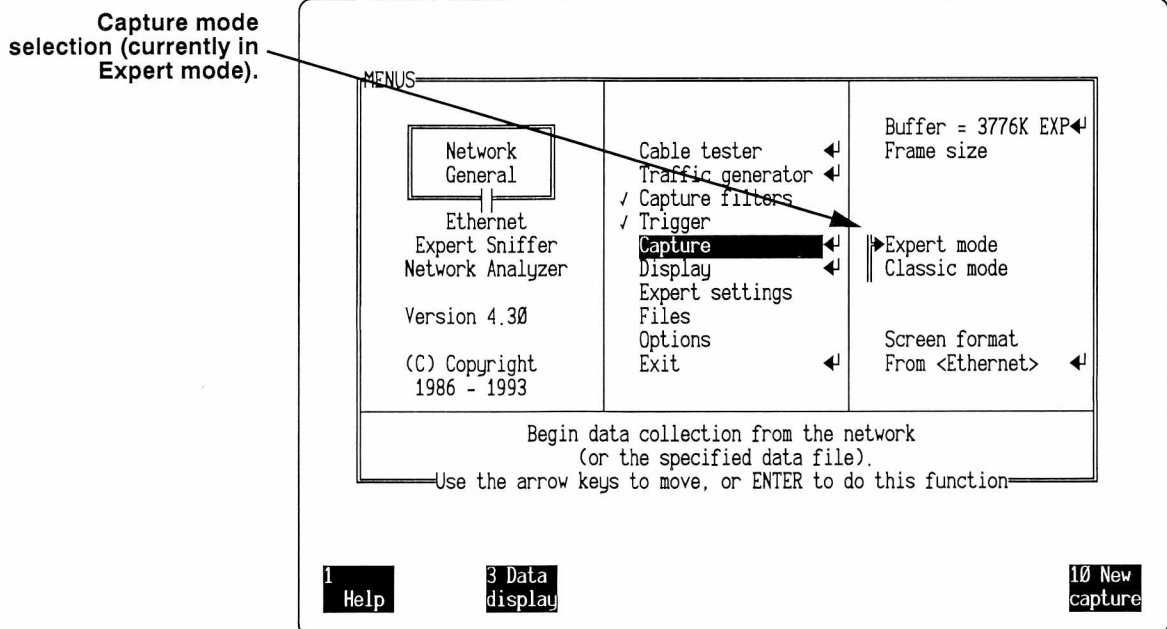 Capture mode
selection (currently in
Expert mode).
MENUS
Network
General
Ethernet
Expert Sniffer
Network Analyzer
Version 4.30
(C) Copyright
1986 - 1993
Cable tester
Traffic generator
√ Capture filters
√ Trigger
Capture
Display
Expert settings
Files
Options
Exit
Buffer = 3776K EXP
Frame size
Expert mode
Classic mode
Screen format
From <Ethernet>
Begin data collection from the network
(or the specified data file).
Use the arrow keys to move, or ENTER to do this function
1
Help
3 Data
display
10 New
capture